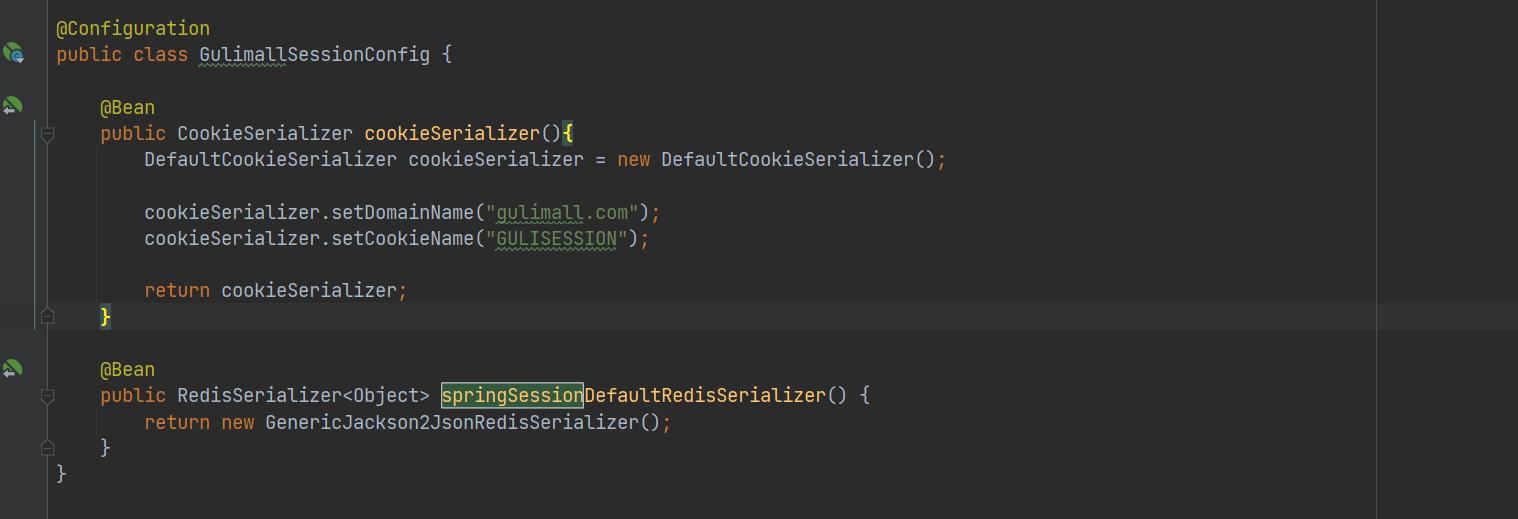 @Configuration
public class GulimallSessionConfig {
@Bean
public CookieSerializer cookieSerializer(){
DefaultCookieSerializer cookieSerializer = new DefaultCookieSerializer();
cookieSerializer.setDomainName("gulimall.com");
cookieSerializer.setCookieName("GULISESSION");
return cookieSerializer;
}
@Bean
public RedisSerializer<Object> springSessionDefaultRedisSerializer() {
return new GenericJackson2JsonRedisSerializer();
}
}